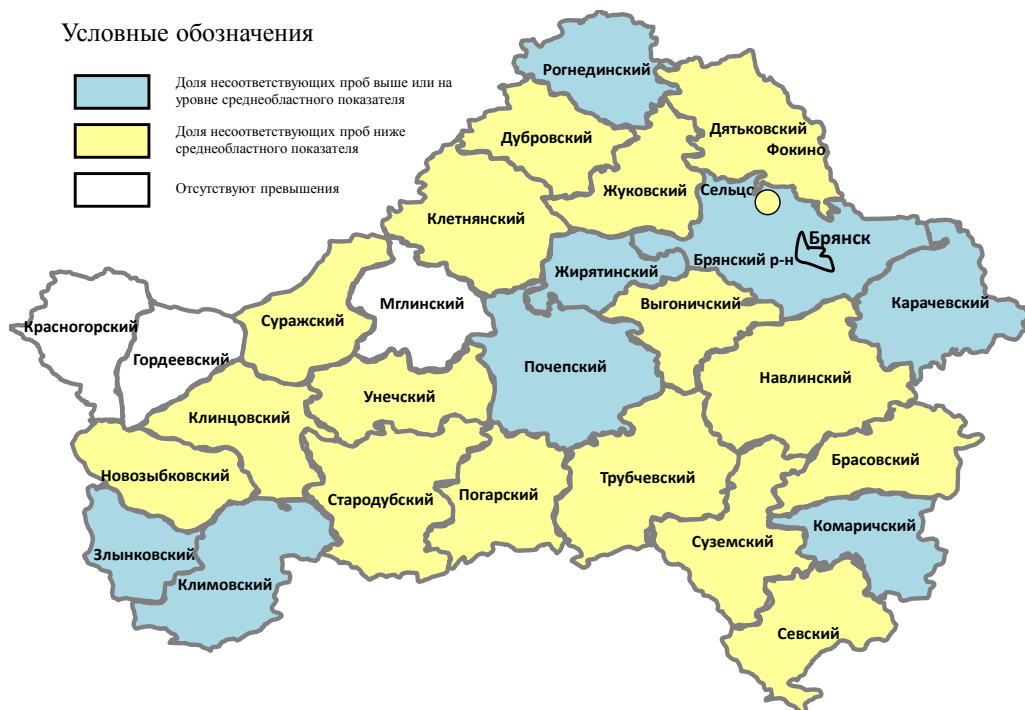 Условные обозначения
Доля несоответствующих проб выше или на
уровне среднеобластного показателя
Доля несоответствующих проб ниже
среднеобластного показателя
Отсутствуют превышения
Рогнединский
Дубровский
Дятьковский
Фокино
Жуковский
Сельцо
Клетнянский
Брянск
Брянский р-н
Жирятинский
Мглинский
Выгоничский
Карачевский
Красногорский
Суражский
Гордеевский
Почепский
Навлинский
Унечский
Клинцовский
Брасовский
Новозыбковский
Трубчевский
Стародубский
Погарский
Комаричский
Суземский
Злынковский
Климовский
Севский